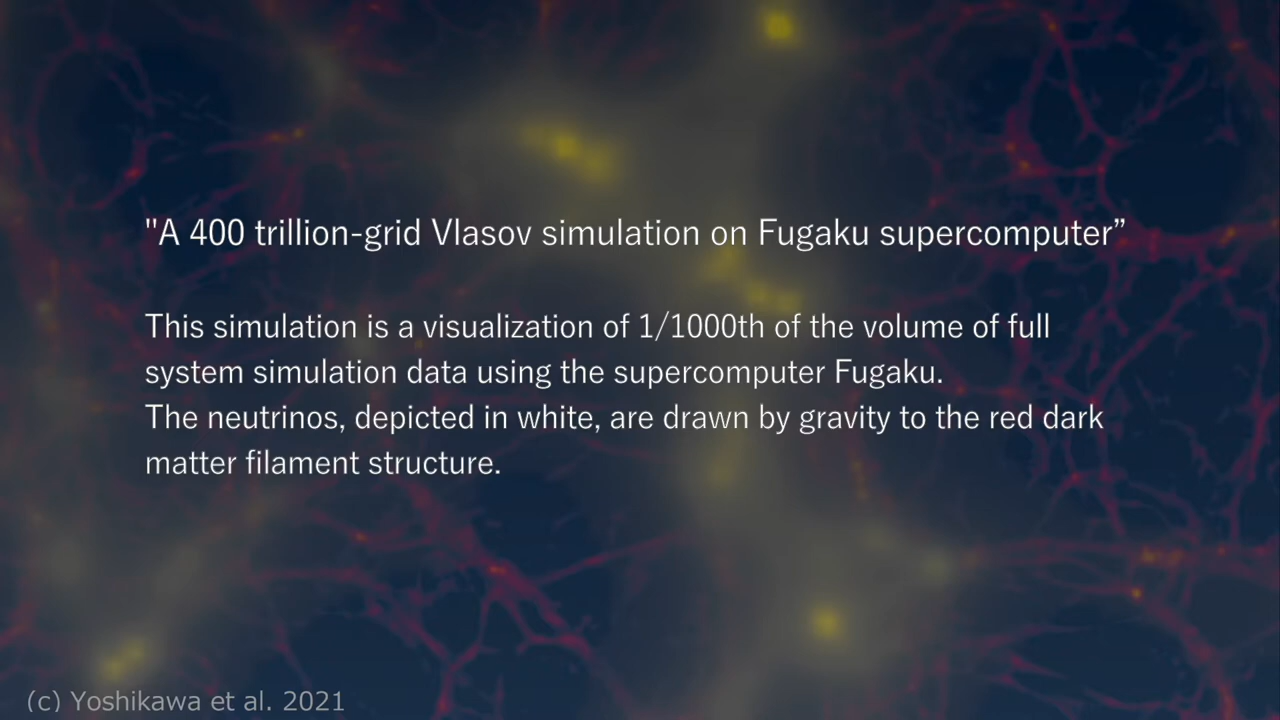 "A 400 trillion-grid Vlasov simulation on Fugaku supercomputer”
This simulation is a visualization of 1/1000th of the volume of full
system simulation data using the supercomputer Fugaku.
The neutrinos, depicted in white, are drawn by gravity to the red dark
matter filament structure.
(c) Yoshikawa et al. 2021